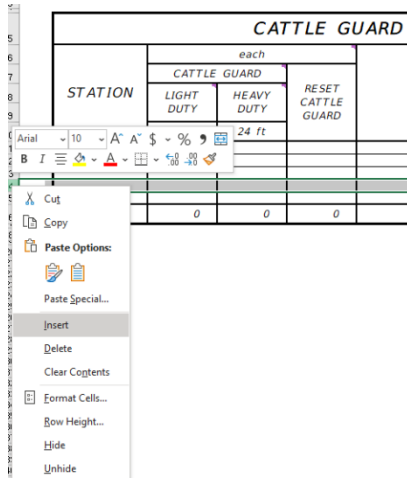 CATTLE GUARD
each
CATTLE GUARD
STATION
LIGHT DUTY
HEAVY DUTY
RESET CATTLE GUARD
24 ft
Arial 10 A^ A˅ $ % 9
B I A
0 0 0
Cut
Copy
Paste Options:
Paste Special...
Insert
Delete
Clear Contents
Format Cells...
Row Height...
Hide
Unhide